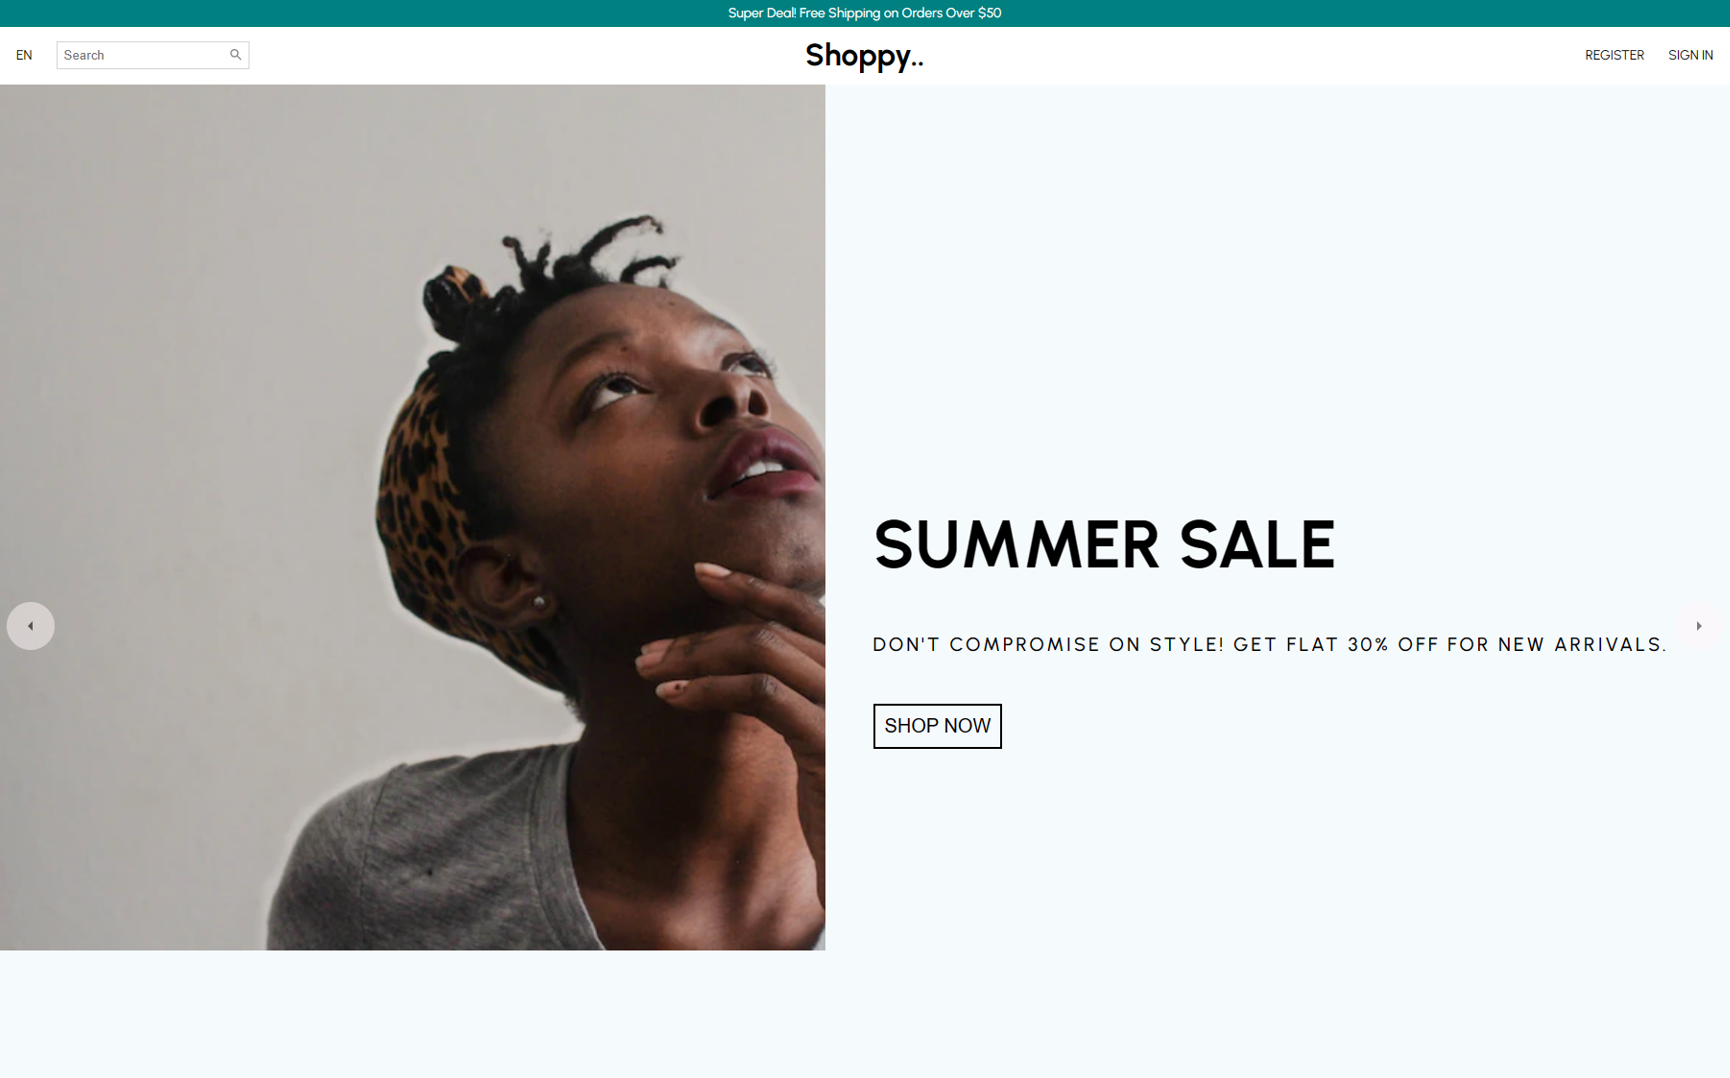 Super Deal! Free Shipping on Orders Over $50
EN
Search
Shoppy..
REGISTER
SIGN IN
SUMMER SALE
DON'T COMPROMISE ON STYLE! GET FLAT 30% OFF FOR NEW ARRIVALS.
SHOP NOW